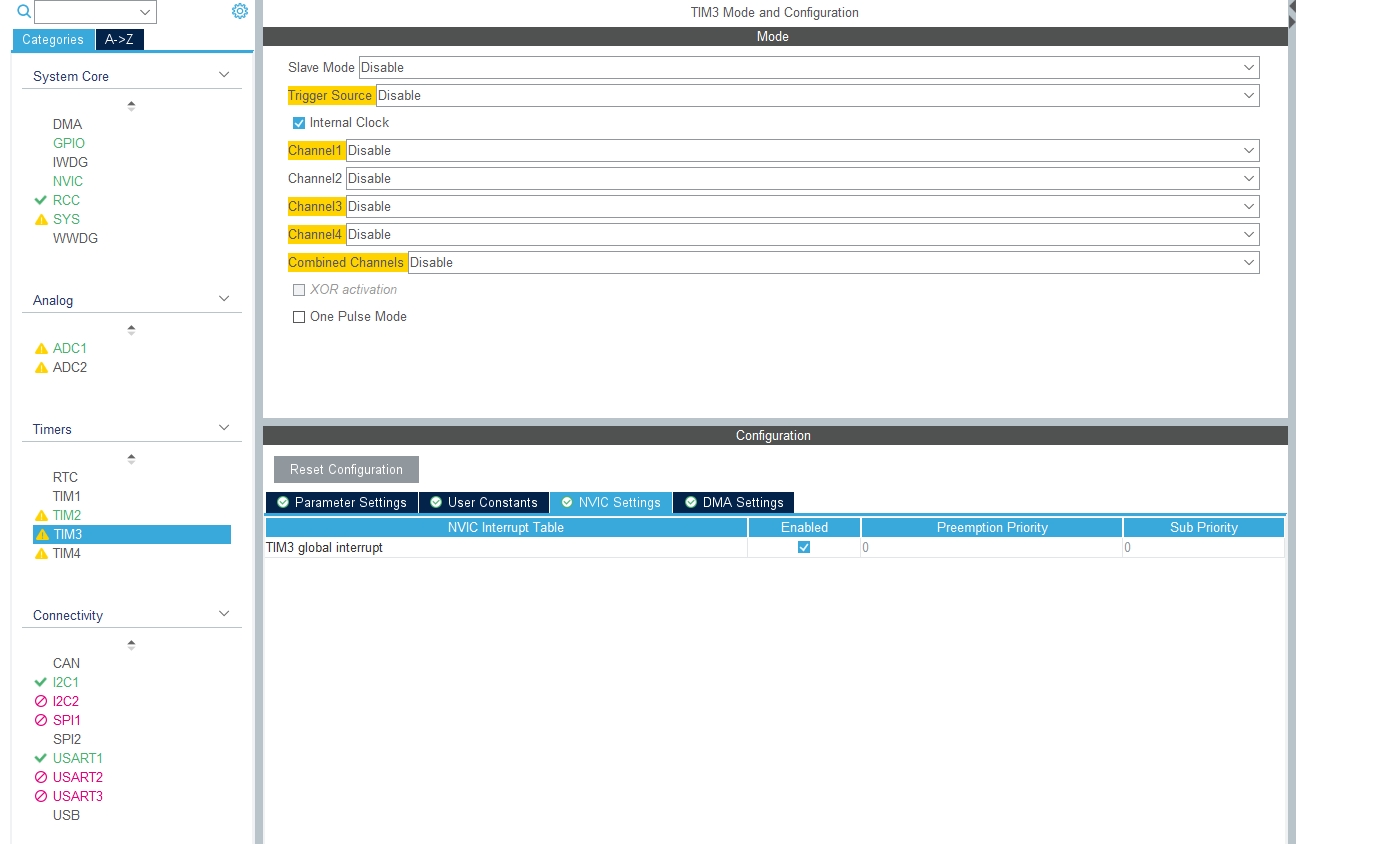 TIM3 Mode and Configuration
Categories A->Z
System Core
DMA
GPIO
IWDG
NVIC
RCC
SYS
WWDG
Analog
ADC1
ADC2
Timers
RTC
TIM1
TIM2
TIM3
TIM4
Connectivity
CAN
I2C1
I2C2
SPI1
SPI2
USART1
USART2
USART3
USB
Mode
Slave Mode Disable
Trigger Source Disable
Internal Clock
Channel1 Disable
Channel2 Disable
Channel3 Disable
Channel4 Disable
Combined Channels Disable
XOR activation
One Pulse Mode
Configuration
Reset Configuration
Parameter Settings User Constants NVIC Settings DMA Settings
NVIC Interrupt Table Enabled Preemption Priority Sub Priority
TIM3 global interrupt 0 0